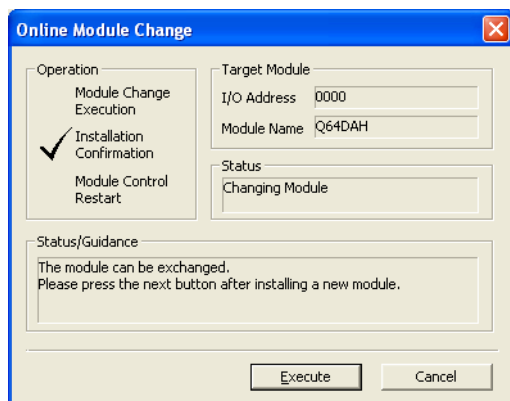 Online Module Change
Operation
Module Change
Execution
Installation
Confirmation
Module Control
Restart
Target Module
I/O Address 0000
Module Name Q64DAH
Status
Changing Module
Status/Guidance
The module can be exchanged.
Please press the next button after installing a new module.
Execute Cancel